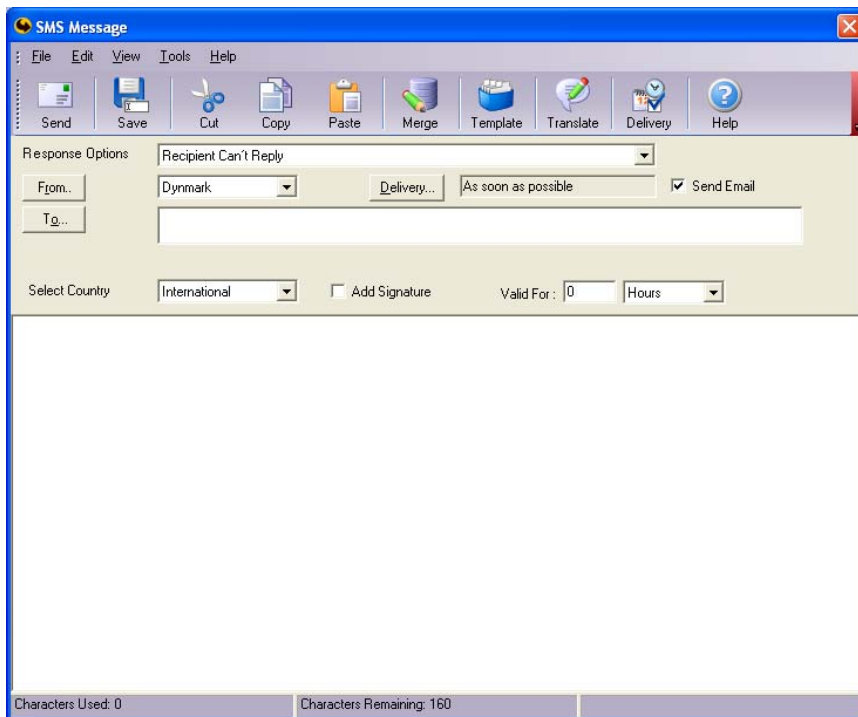 SMS Message
File Edit View Tools Help
Send Save Cut Copy Paste Merge Template Translate Delivery Help
Response Options Recipient Can´t Reply
From.. Dynmark Delivery... As soon as possible Send Email
To...
Select Country International Add Signature Valid For : 0 Hours
Characters Used: 0 Characters Remaining: 160